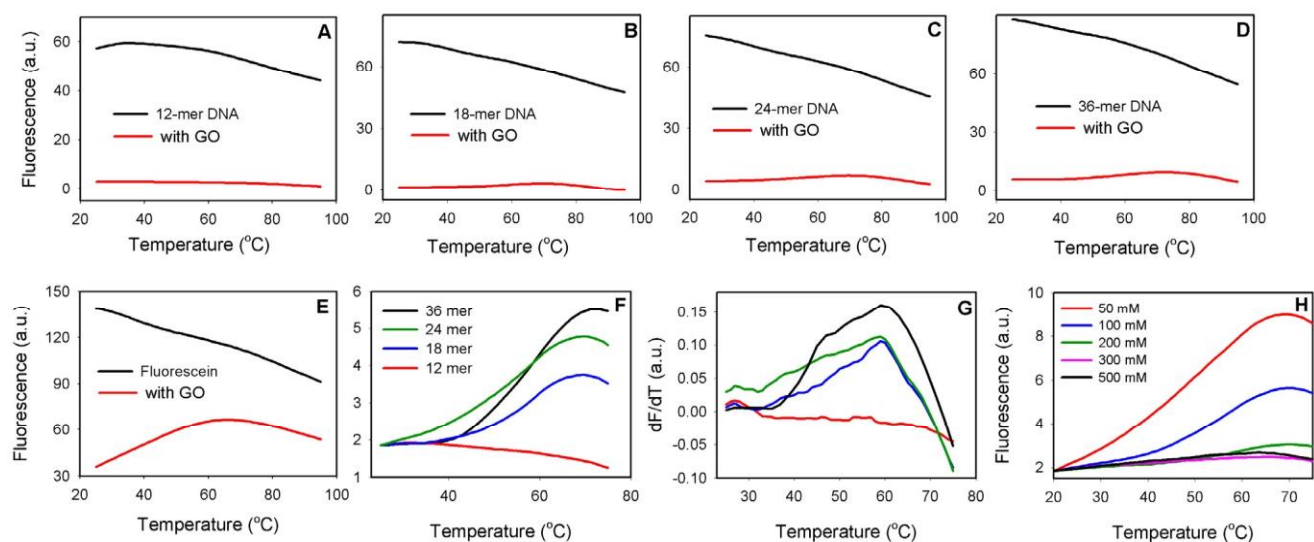 A
Fluorescence (a.u.)
60
40
20
0
12-mer DNA
with GO
20 40 60 80 100
Temperature (°C)
B
60
30
0
18-mer DNA
with GO
20 40 60 80 100
Temperature (°C)
C
60
30
0
24-mer DNA
with GO
20 40 60 80 100
Temperature (°C)
D
60
30
0
36-mer DNA
with GO
20 40 60 80 100
Temperature (°C)
E
Fluorescence (a.u.)
150
120
90
60
30
Fluorescein
with GO
20 40 60 80 100
Temperature (°C)
F
6
5
4
3
2
1
36 mer
24 mer
18 mer
12 mer
40 60 80
Temperature (°C)
G
dF/dT (a.u.)
0.15
0.10
0.05
0.00
-0.05
-0.10
30 40 50 60 70 80
Temperature (°C)
H
Fluorescence (a.u.)
10
8
6
4
2
50 mM
100 mM
200 mM
300 mM
500 mM
20 30 40 50 60 70
Temperature (°C)